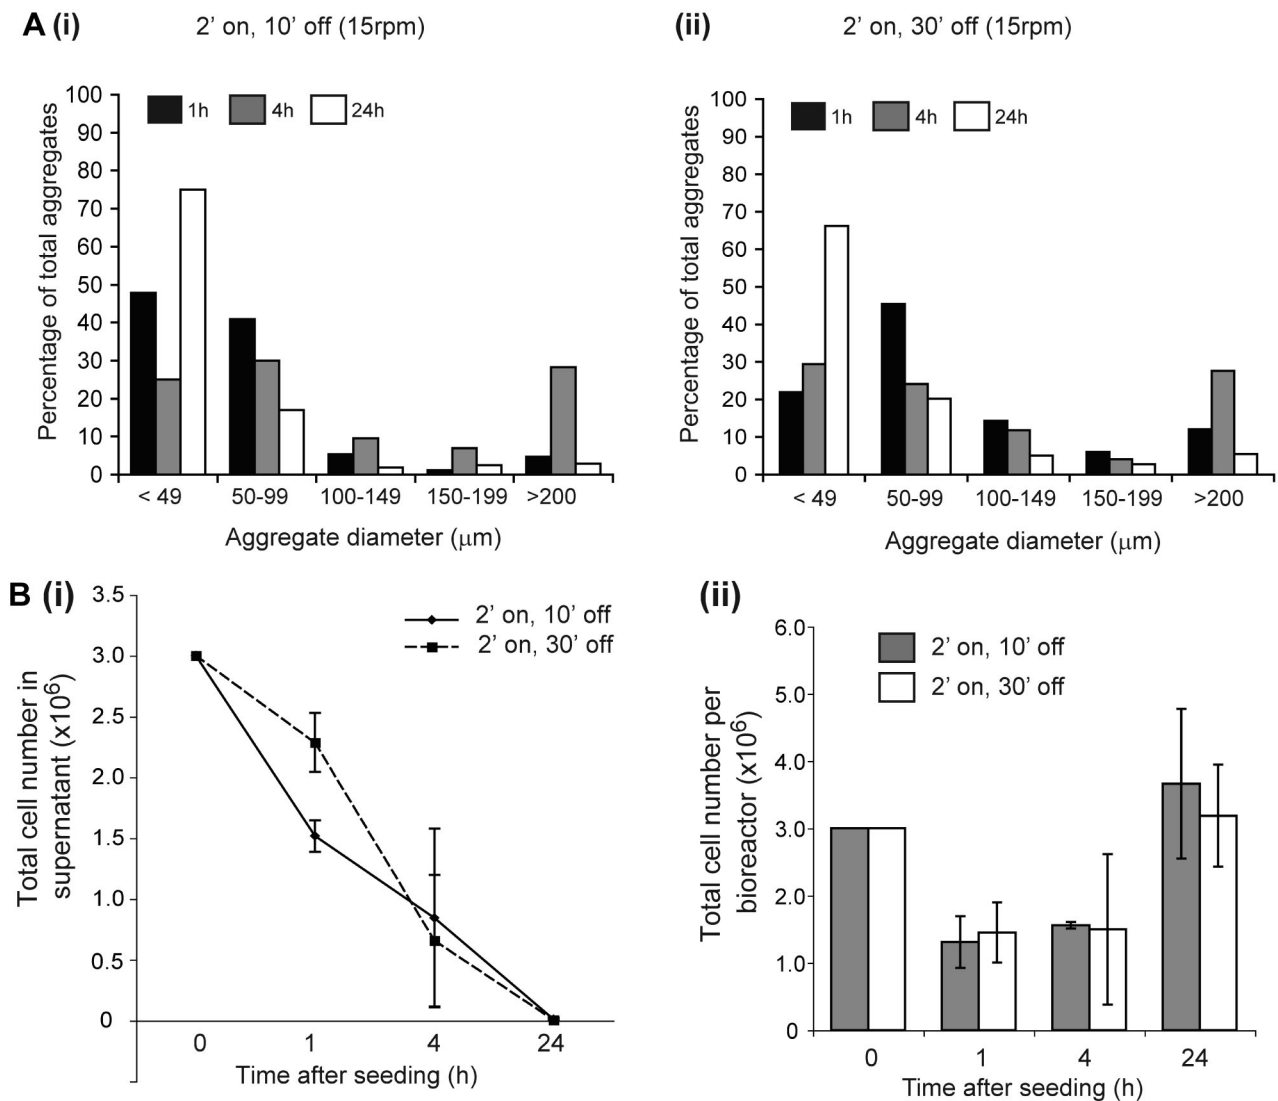 A (i) 2’ on, 10’ off (15rpm)
Percentage of total aggregates
100
90
80
70
60
50
40
30
20
10
0
1h 4h 24h
< 49 50-99 100-149 150-199 >200
Aggregate diameter (μm)
(ii) 2’ on, 30’ off (15rpm)
Percentage of total aggregates
100
90
80
70
60
50
40
30
20
10
0
1h 4h 24h
< 49 50-99 100-149 150-199 >200
Aggregate diameter (μm)
B (i)
Total cell number in
supernatant (x10⁶)
3.5
3.0
2.5
2.0
1.5
1.0
0.5
0
2’ on, 10’ off
2’ on, 30’ off
0 1 4 24
Time after seeding (h)
(ii)
Total cell number per
bioreactor (x10⁶)
6.0
5.0
4.0
3.0
2.0
1.0
0
2’ on, 10’ off
2’ on, 30’ off
0 1 4 24
Time after seeding (h)